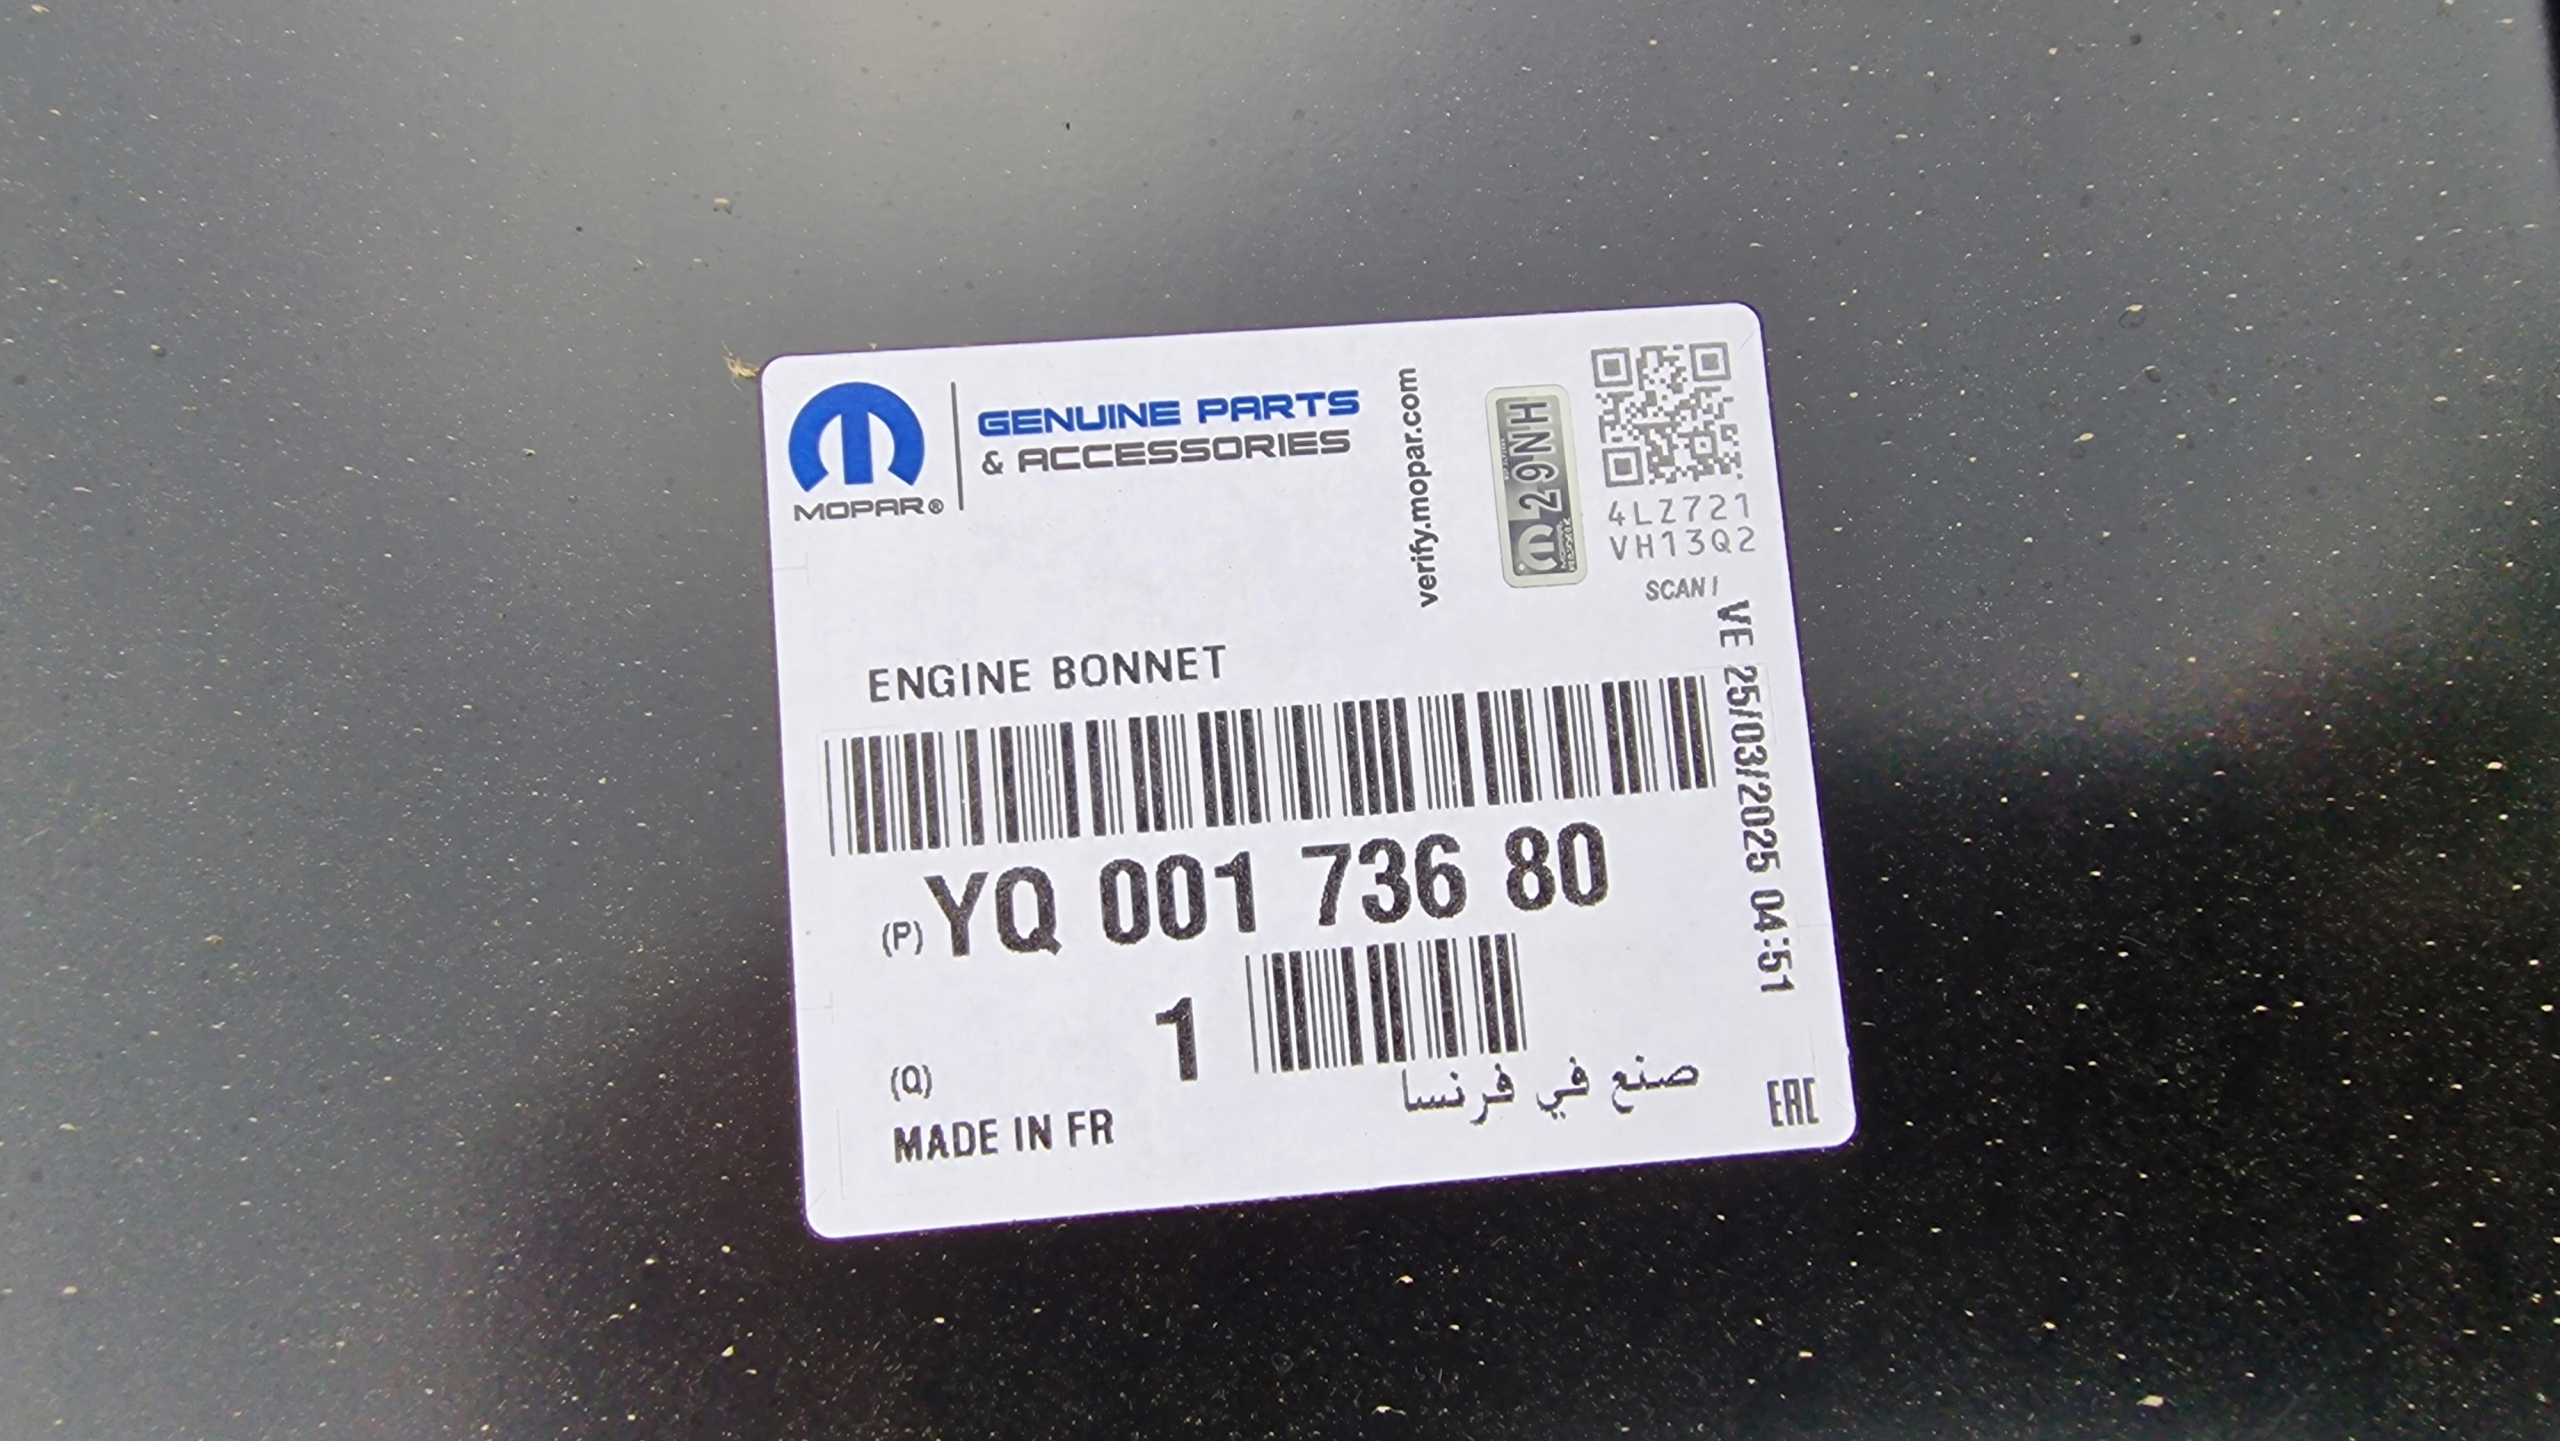 GENUINE PARTS
& ACCESSORIES
MOPAR®
verify.mopar.com
29NH
4LZ721
VH13Q2
SCAN!
VE 25/03/2025 04:51
ENGINE BONNET
(P) YQ 001 736 80
(Q) 1
صنع في فرنسا
MADE IN FR
EAC